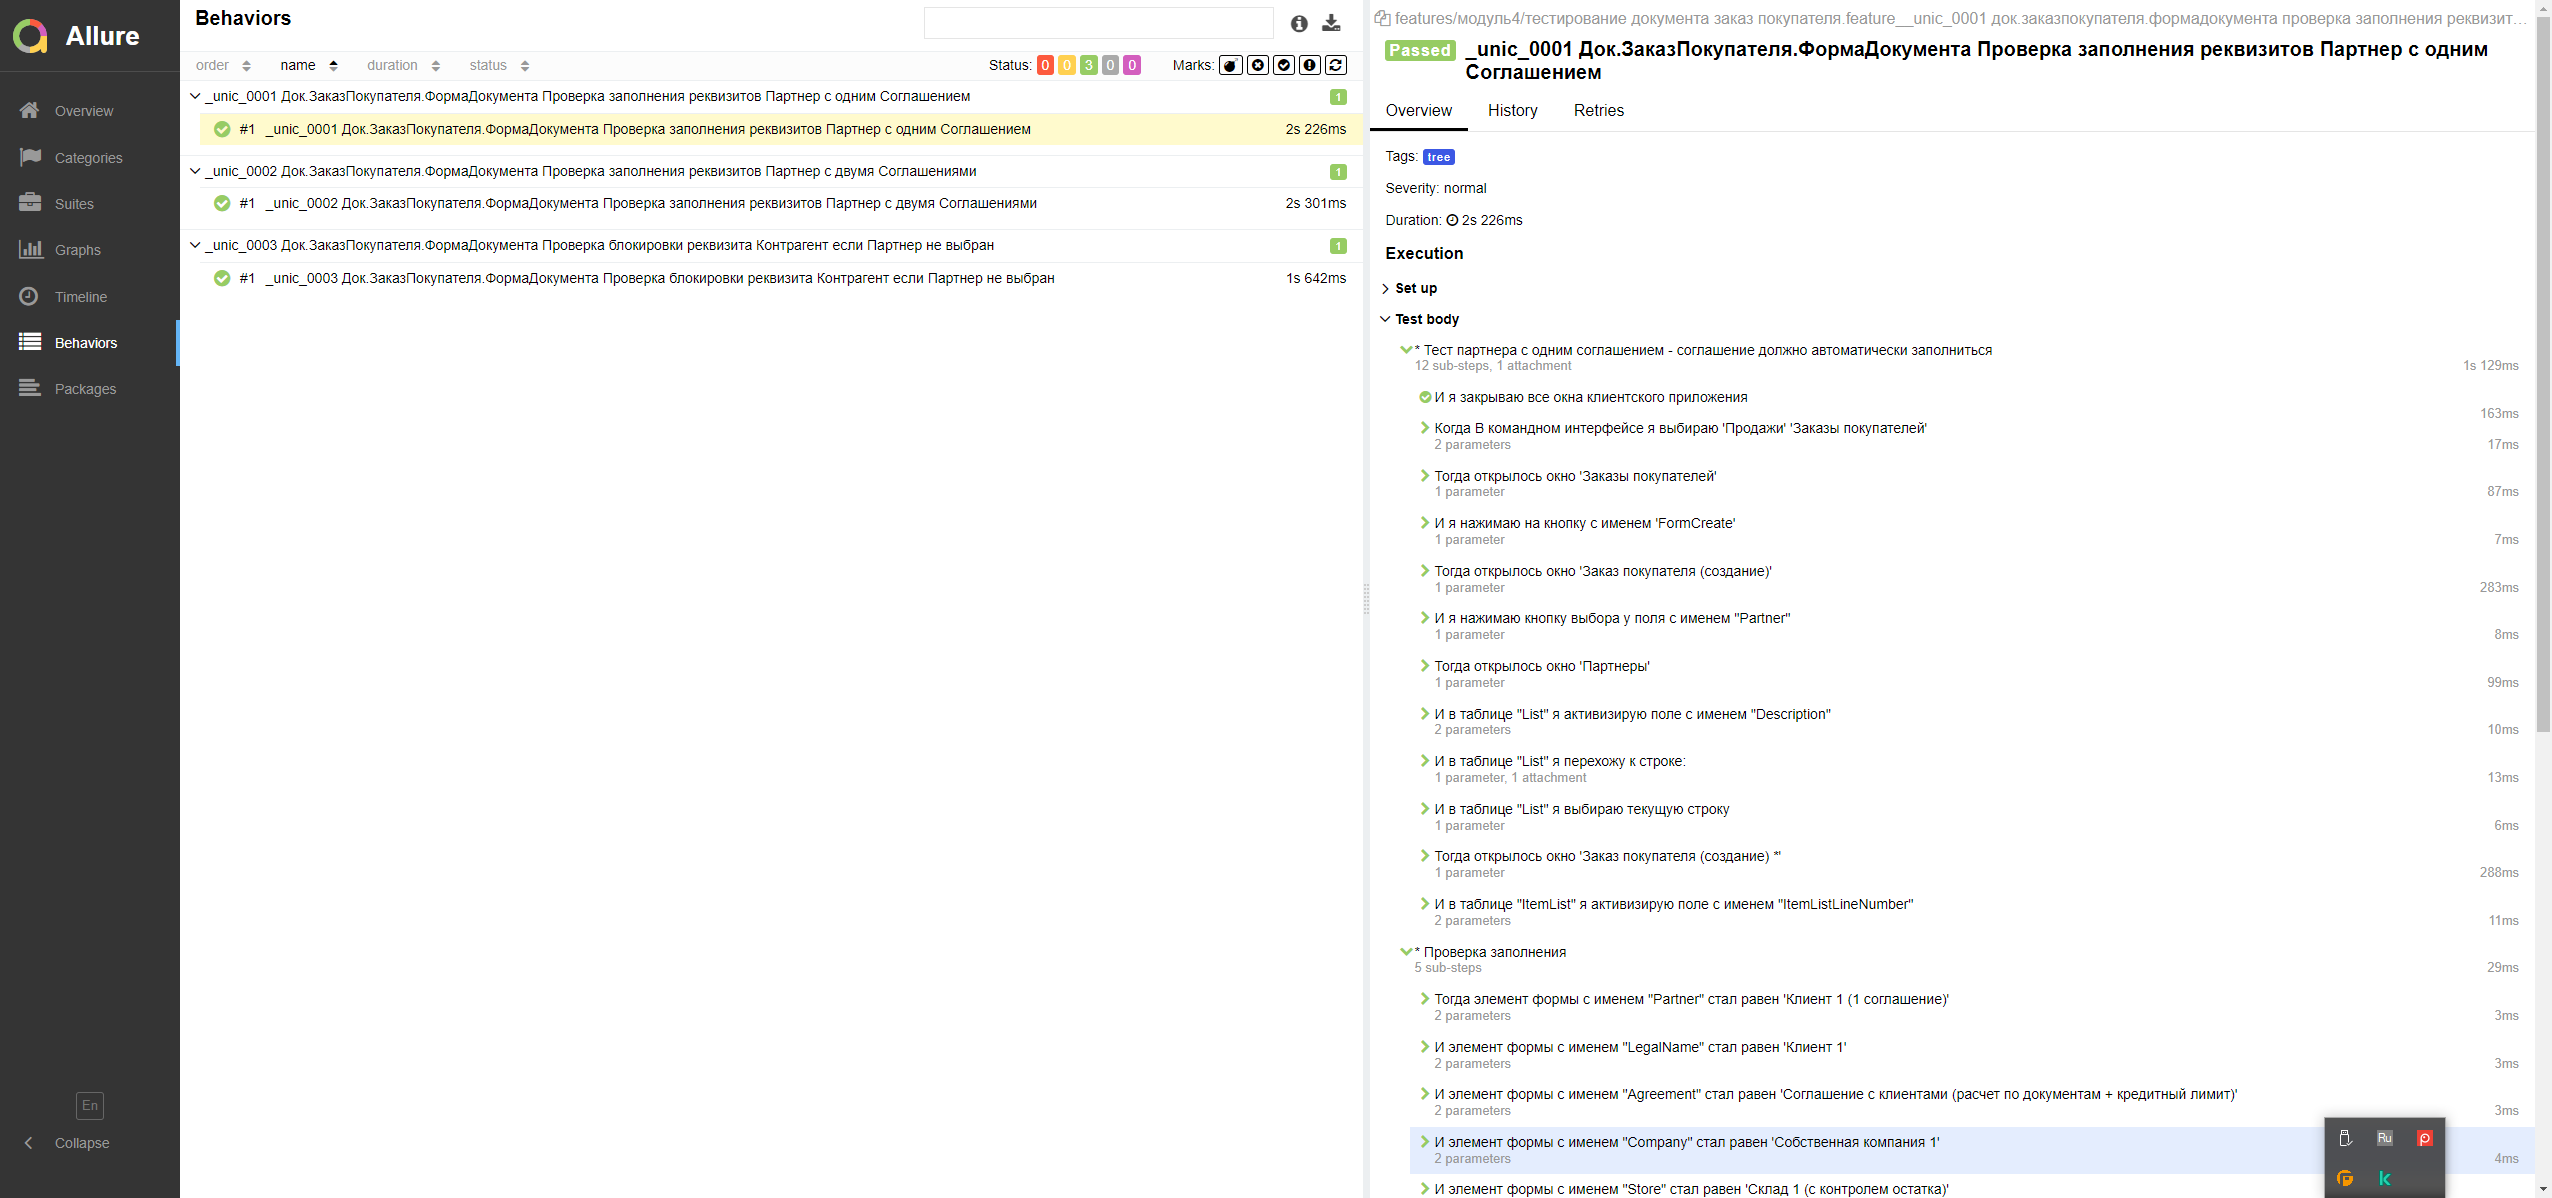 Allure
Overview
Categories
Suites
Graphs
Timeline
Behaviors
Packages
En
Collapse
Behaviors
order name duration status Status: 0 0 3 0 0 Marks:
_unic_0001 Док.ЗаказПокупателя.ФормаДокумента Проверка заполнения реквизитов Партнер с одним Соглашением 1
#1 _unic_0001 Док.ЗаказПокупателя.ФормаДокумента Проверка заполнения реквизитов Партнер с одним Соглашением 2s 226ms
_unic_0002 Док.ЗаказПокупателя.ФормаДокумента Проверка заполнения реквизитов Партнер с двумя Соглашениями 1
#1 _unic_0002 Док.ЗаказПокупателя.ФормаДокумента Проверка заполнения реквизитов Партнер с двумя Соглашениями 2s 301ms
_unic_0003 Док.ЗаказПокупателя.ФормаДокумента Проверка блокировки реквизита Контрагент если Партнер не выбран 1
#1 _unic_0003 Док.ЗаказПокупателя.ФормаДокумента Проверка блокировки реквизита Контрагент если Партнер не выбран 1s 642ms
features/модуль4/тестирование документа заказ покупателя.feature__unic_0001 док.заказпокупателя.формадокумента проверка заполнения реквизит...
Passed _unic_0001 Док.ЗаказПокупателя.ФормаДокумента Проверка заполнения реквизитов Партнер с одним
Соглашением
Overview History Retries
Tags: tree
Severity: normal
Duration: 2s 226ms
Execution
Set up
Test body
* Тест партнера с одним соглашением - соглашение должно автоматически заполниться
12 sub-steps, 1 attachment 1s 129ms
И я закрываю все окна клиентского приложения
163ms
Когда В командном интерфейсе я выбираю 'Продажи' 'Заказы покупателей'
2 parameters 17ms
Тогда открылось окно 'Заказы покупателей'
1 parameter 87ms
И я нажимаю на кнопку с именем 'FormCreate'
1 parameter 7ms
Тогда открылось окно 'Заказ покупателя (создание)'
1 parameter 283ms
И я нажимаю кнопку выбора у поля с именем "Partner"
1 parameter 8ms
Тогда открылось окно 'Партнеры'
1 parameter 99ms
И в таблице "List" я активизирую поле с именем "Description"
2 parameters 10ms
И в таблице "List" я перехожу к строке:
1 parameter, 1 attachment 13ms
И в таблице "List" я выбираю текущую строку
1 parameter 6ms
Тогда открылось окно 'Заказ покупателя (создание) *'
1 parameter 288ms
И в таблице "ItemList" я активизирую поле с именем "ItemListLineNumber"
2 parameters 11ms
* Проверка заполнения
5 sub-steps 29ms
Тогда элемент формы с именем "Partner" стал равен 'Клиент 1 (1 соглашение)'
2 parameters 3ms
И элемент формы с именем "LegalName" стал равен 'Клиент 1'
2 parameters 3ms
И элемент формы с именем "Agreement" стал равен 'Соглашение с клиентами (расчет по документам + кредитный лимит)'
2 parameters 3ms
И элемент формы с именем "Company" стал равен 'Собственная компания 1'
2 parameters 4ms
И элемент формы с именем "Store" стал равен 'Склад 1 (с контролем остатка)'
Ru